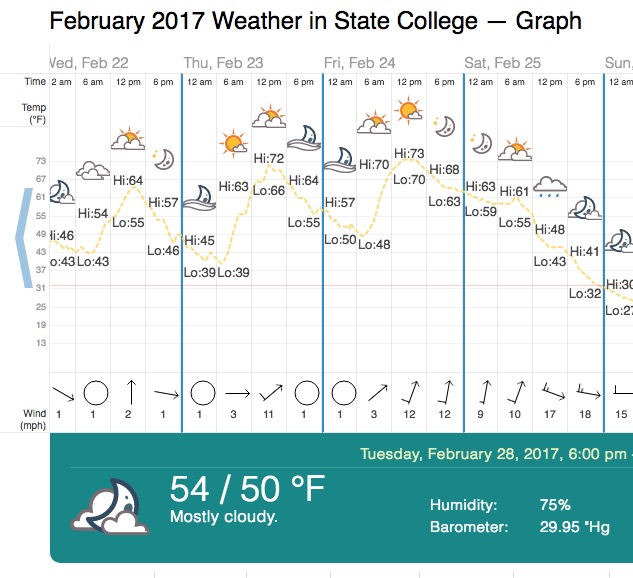 February 2017 Weather in State College — Graph
Wed, Feb 22 Thu, Feb 23 Fri, Feb 24 Sat, Feb 25 Sun,
Time 12 am 6 am 12 pm 6 pm 12 am 6 am 12 pm 6 pm 12 am 6 am 12 pm 6 pm 12 am 6 am 12 pm 6 pm 12 am
Temp
(°F)
73
67
61
55
49
43
37
31
25
19
13
Hi:46
Lo:43
Hi:54
Lo:43
Hi:64
Lo:55
Hi:57
Lo:46
Hi:45
Lo:39
Hi:63
Lo:39
Hi:72
Lo:66
Hi:64
Lo:55
Hi:57
Lo:50
Hi:70
Lo:48
Hi:73
Lo:70
Hi:68
Lo:63
Hi:63
Lo:59
Hi:61
Lo:55
Hi:48
Lo:43
Hi:41
Lo:32
Hi:30
Lo:27
Wind 1 1 2 1 1 3 11 1 1 3 12 12 9 10 17 18 15
(mph)
Tuesday, February 28, 2017, 6:00 pm -
54 / 50 °F
Mostly cloudy.
Humidity: 75%
Barometer: 29.95 "Hg